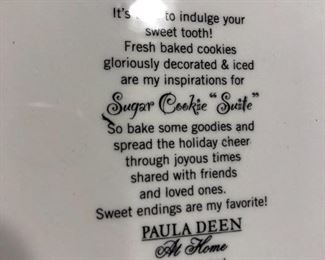 It's to indulge your
sweet tooth!
Fresh baked cookies
gloriously decorated & iced
are my inspirations for
Sugar Cookie "Suite"
So bake some goodies and
spread the holiday cheer
through joyous times
shared with friends
and loved ones.
Sweet endings are my favorite!
PAULA DEEN
At Home